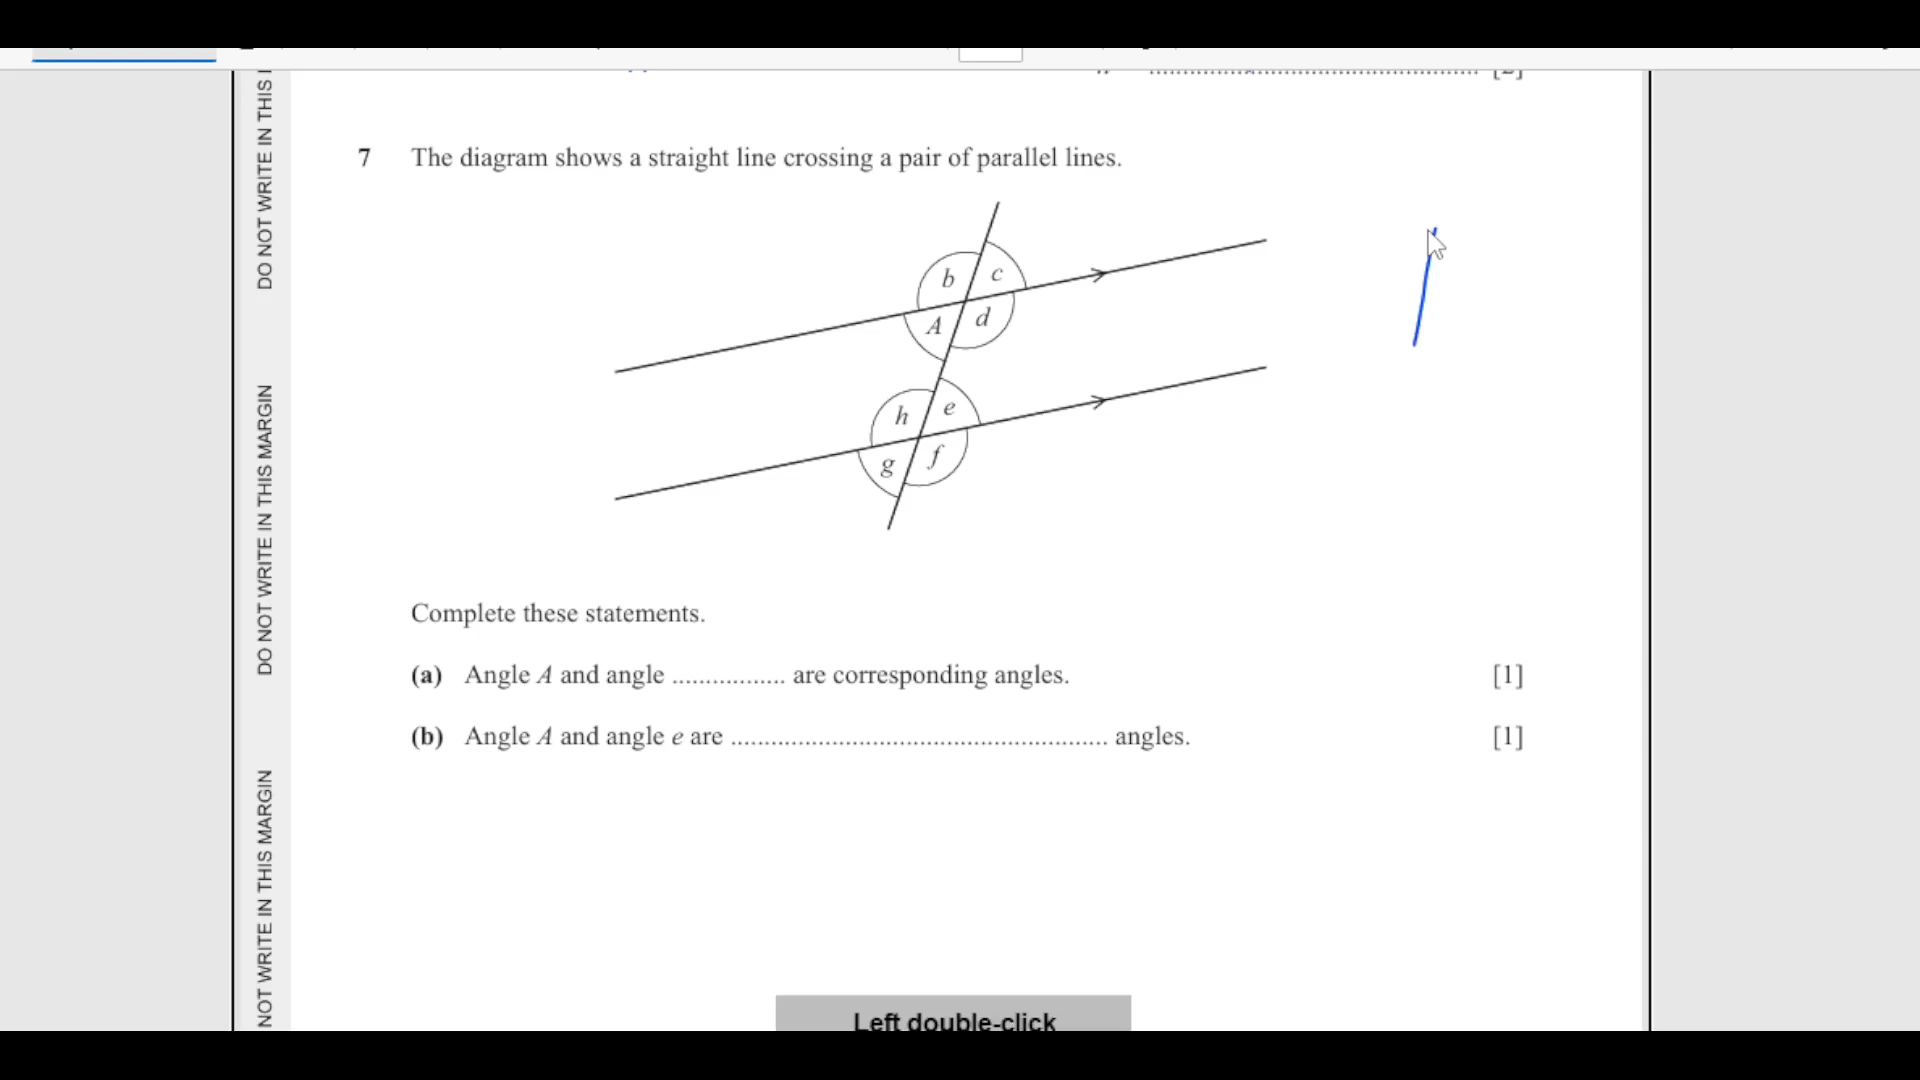 [2]
DO NOT WRITE IN THIS
DO NOT WRITE IN THIS MARGIN
NOT WRITE IN THIS MARGIN
7 The diagram shows a straight line crossing a pair of parallel lines.
b c
A d
h e
g f
Complete these statements.
(a) Angle A and angle ................. are corresponding angles. [1]
(b) Angle A and angle e are ........................................................ angles. [1]
Left double-click